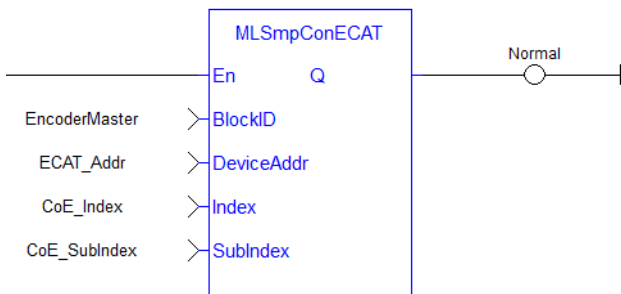 MLSmpConECAT
Normal
En Q
EncoderMaster BlockID
ECAT_Addr DeviceAddr
CoE_Index Index
CoE_SubIndex SubIndex